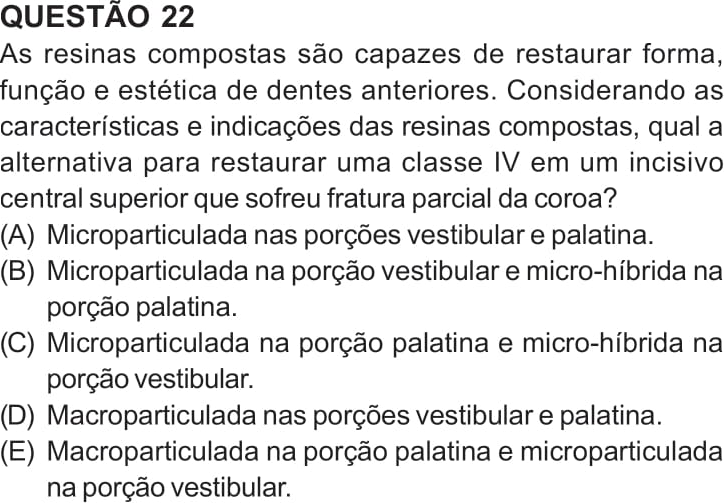 QUESTÃO 22
As resinas compostas são capazes de restaurar forma,
função e estética de dentes anteriores. Considerando as
características e indicações das resinas compostas, qual a
alternativa para restaurar uma classe IV em um incisivo
central superior que sofreu fratura parcial da coroa?
(A) Microparticulada nas porções vestibular e palatina.
(B) Microparticulada na porção vestibular e micro-híbrida na
porção palatina.
(C) Microparticulada na porção palatina e micro-híbrida na
porção vestibular.
(D) Macroparticulada nas porções vestibular e palatina.
(E) Macroparticulada na porção palatina e microparticulada
na porção vestibular.